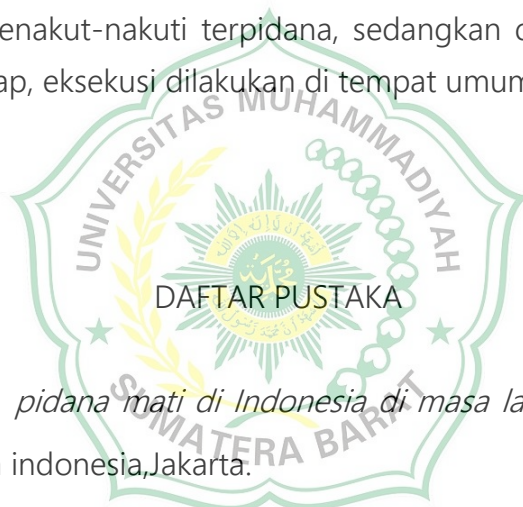 enakut-nakuti terpidana, sedangkan
ap, eksekusi dilakukan di tempat umum
UNIVERSITAS MUHAMMADIYAH
DAFTAR PUSTAKA
pidana mati di Indonesia di masa la
indonesia,Jakarta.
SUMATERA BARAT